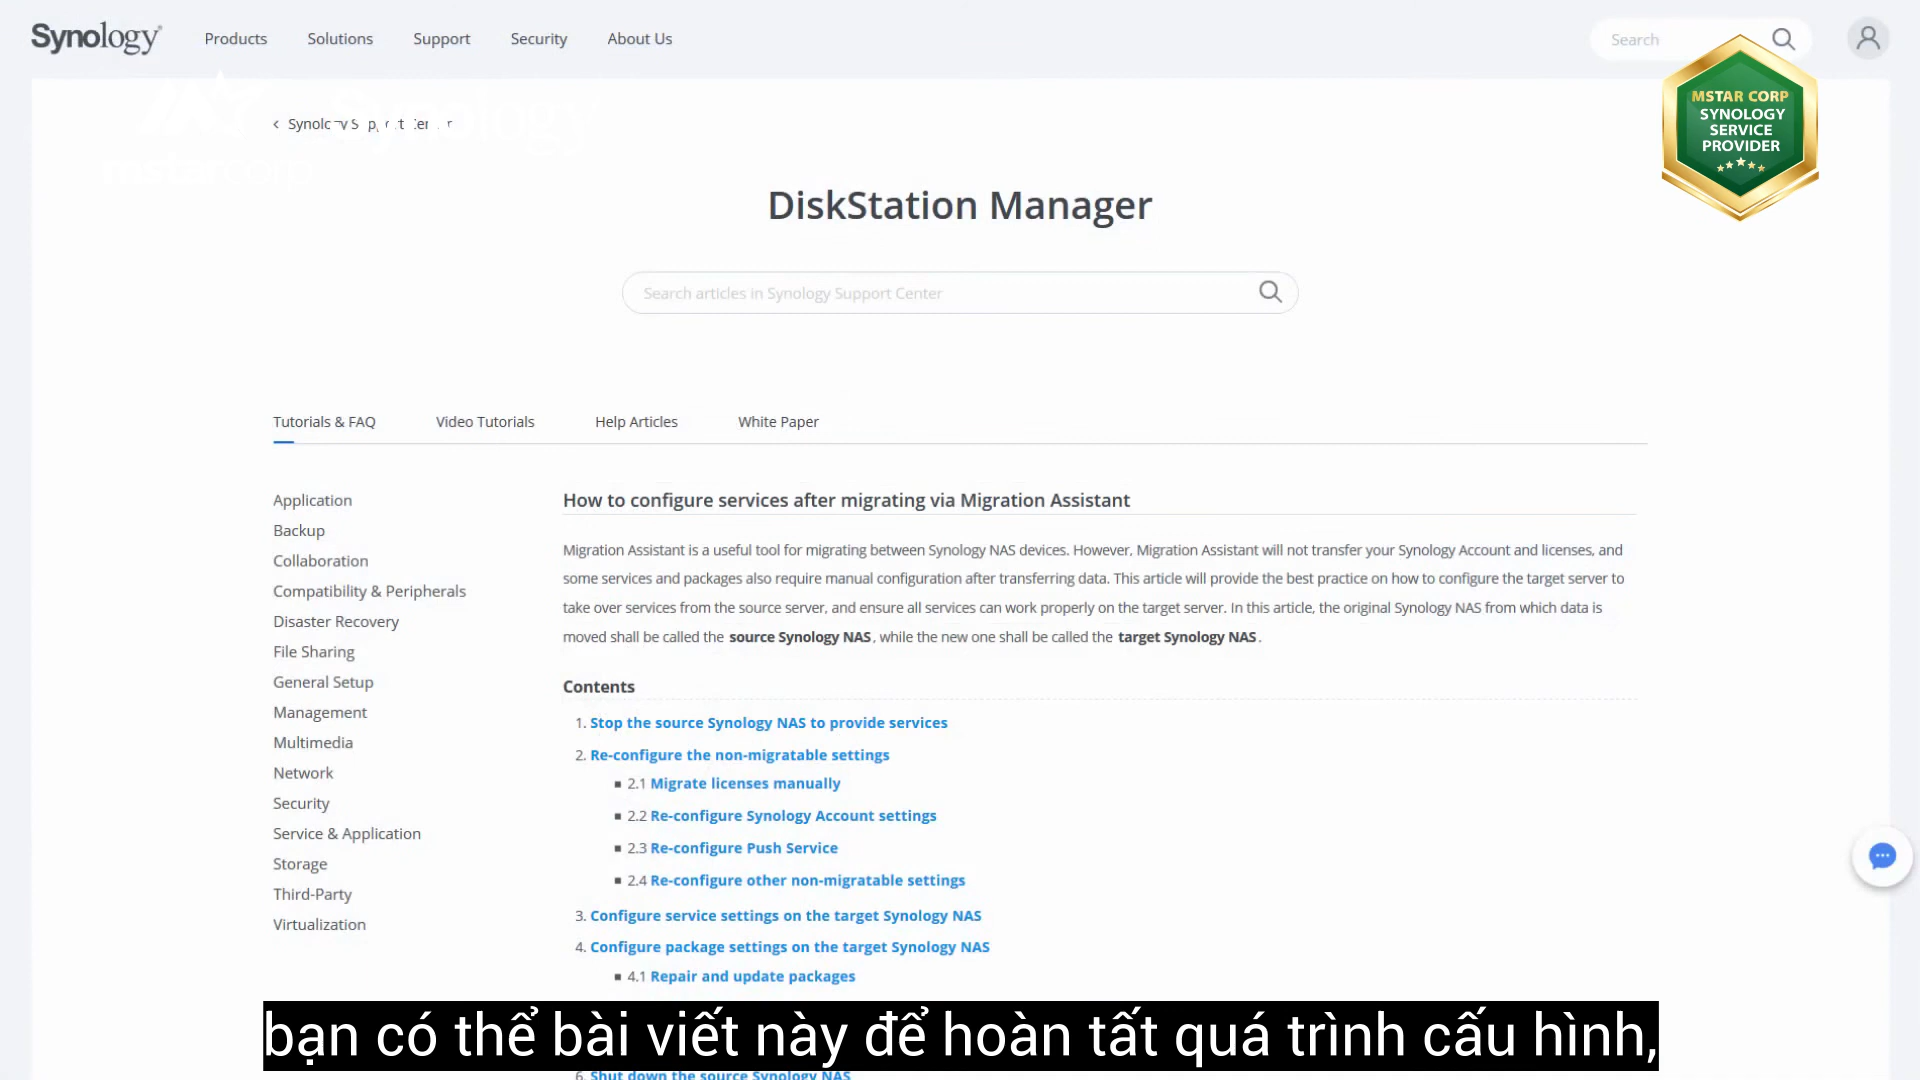 Synology
Products
Solutions
Support
Security
About Us
Search
MSTAR CORP
SYNOLOGY
SERVICE
PROVIDER
Synology
mstarcorp
DiskStation Manager
Search articles in Synology Support Center
Tutorials & FAQ
Video Tutorials
Help Articles
White Paper
Application
Backup
Collaboration
Compatibility & Peripherals
Disaster Recovery
File Sharing
General Setup
Management
Multimedia
Network
Security
Service & Application
Storage
Third-Party
Virtualization
How to configure services after migrating via Migration Assistant
Migration Assistant is a useful tool for migrating between Synology NAS devices. However, Migration Assistant will not transfer your Synology Account and licenses, and
some services and packages also require manual configuration after transferring data. This article will provide the best practice on how to configure the target server to
take over services from the source server, and ensure all services can work properly on the target server. In this article, the original Synology NAS from which data is
moved shall be called the source Synology NAS, while the new one shall be called the target Synology NAS.
Contents
1. Stop the source Synology NAS to provide services
2. Re-configure the non-migratable settings
2.1 Migrate licenses manually
2.2 Re-configure Synology Account settings
2.3 Re-configure Push Service
2.4 Re-configure other non-migratable settings
3. Configure service settings on the target Synology NAS
4. Configure package settings on the target Synology NAS
4.1 Repair and update packages
bạn có thể bài viết này để hoàn tất quá trình cấu hình,
6. Shut down the source Synology NAS